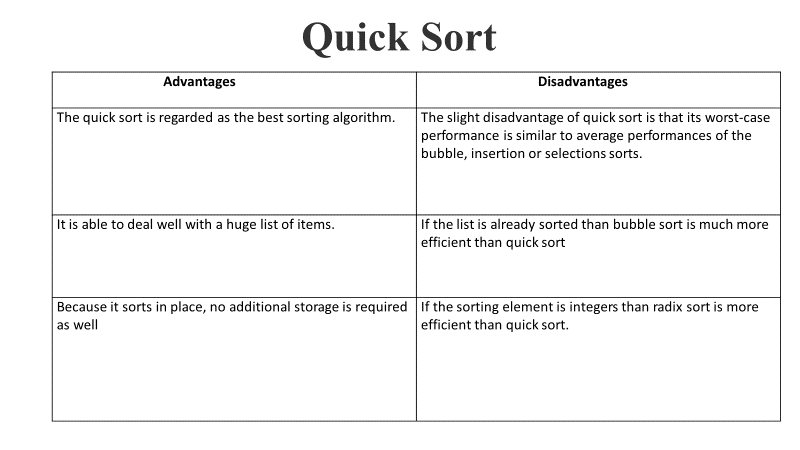 Quick Sort
Advantages
Disadvantages
The quick sort is regarded as the best sorting algorithm.
The slight disadvantage of quick sort is that its worst-case
performance is similar to average performances of the
bubble, insertion or selections sorts.
It is able to deal well with a huge list of items.
If the list is already sorted than bubble sort is much more
efficient than quick sort
Because it sorts in place, no additional storage is required
as well
If the sorting element is integers than radix sort is more
efficient than quick sort.